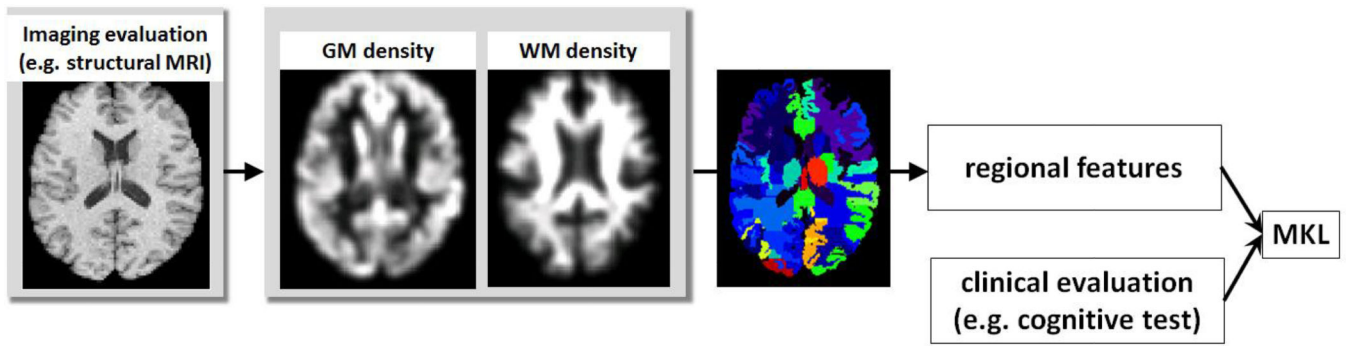 Imaging evaluation
(e.g. structural MRI)
GM density
WM density
regional features
MKL
clinical evaluation
(e.g. cognitive test)